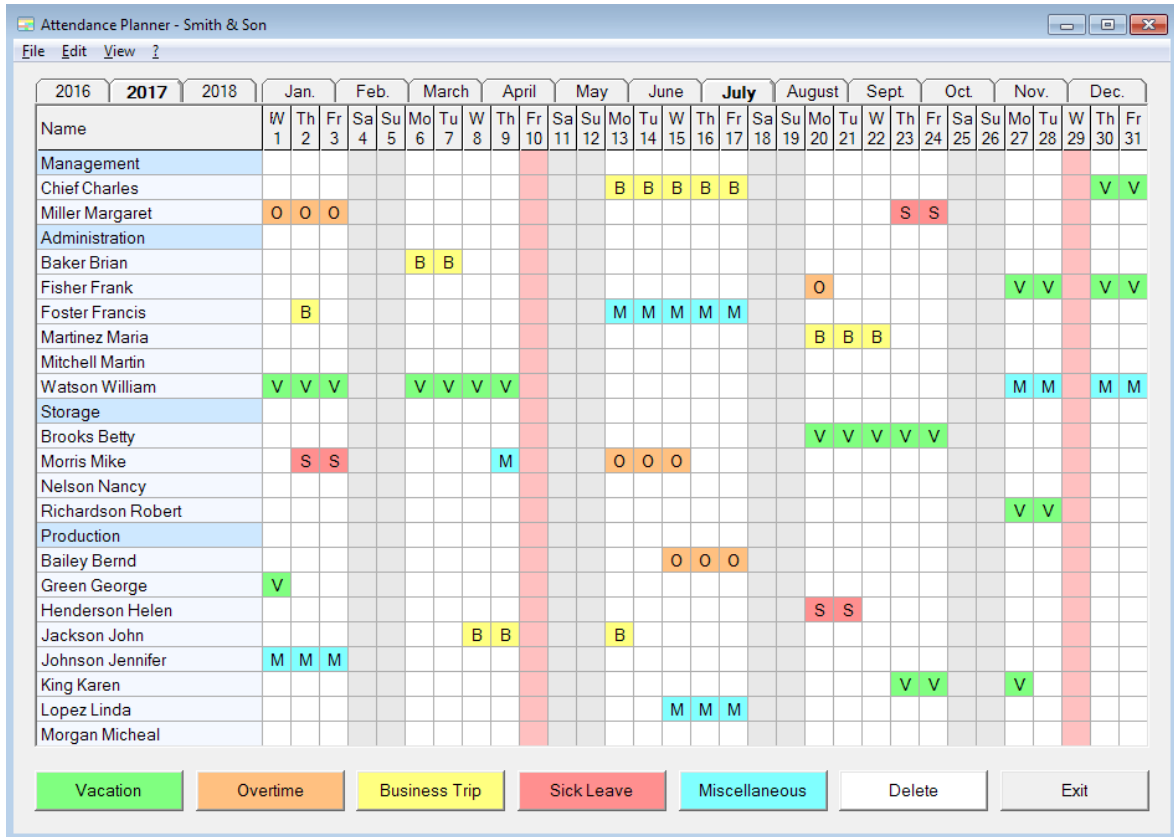 Attendance Planner - Smith & Son
File Edit View ?
2016 2017 2018 Jan. Feb. March April May June July August Sept. Oct. Nov. Dec.
Name W Th Fr Sa Su Mo Tu W Th Fr Sa Su Mo Tu W Th Fr Sa Su Mo Tu W Th Fr Sa Su Mo Tu W Th Fr
1 2 3 4 5 6 7 8 9 10 11 12 13 14 15 16 17 18 19 20 21 22 23 24 25 26 27 28 29 30 31
Management
Chief Charles B B B B B V V
Miller Margaret O O O S S
Administration
Baker Brian B B
Fisher Frank O V V V V
Foster Francis B M M M M M
Martinez Maria B B B
Mitchell Martin
Watson William V V V V V V V M M M M
Storage
Brooks Betty V V V V V
Morris Mike S S M O O O
Nelson Nancy
Richardson Robert V V
Production
Bailey Bernd O O O
Green George V
Henderson Helen S S
Jackson John B B B
Johnson Jennifer M M M
King Karen V V V
Lopez Linda M M M
Morgan Micheal
Vacation Overtime Business Trip Sick Leave Miscellaneous Delete Exit